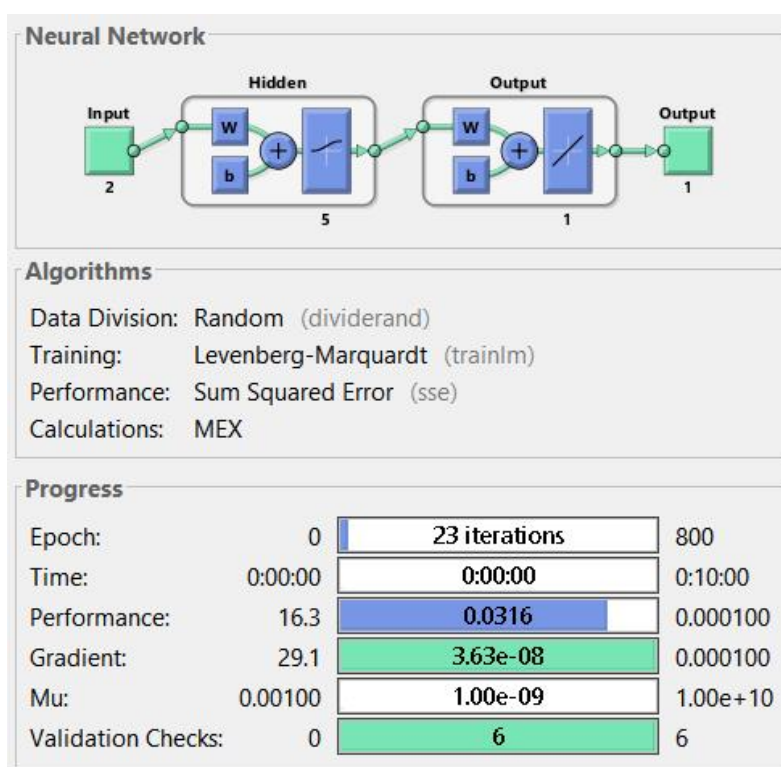 Neural Network
Hidden
Output
Input
W
b
W
b
Output
2
5
1
1
Algorithms
Data Division: Random (dividerand)
Training: Levenberg-Marquardt (trainlm)
Performance: Sum Squared Error (sse)
Calculations: MEX
Progress
Epoch: 0 23 iterations 800
Time: 0:00:00 0:00:00 0:10:00
Performance: 16.3 0.0316 0.000100
Gradient: 29.1 3.63e-08 0.000100
Mu: 0.00100 1.00e-09 1.00e+10
Validation Checks: 0 6 6